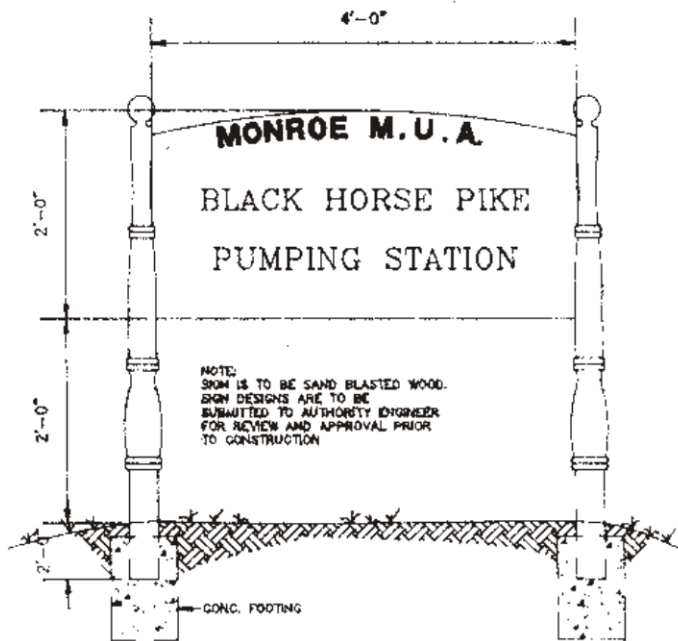 4'-0"
MONROE M.U.A.
BLACK HORSE PIKE
PUMPING STATION
2'-0"
2'-0"
NOTE:
SIGN IS TO BE SAND BLASTED WOOD.
SIGN DESIGNS ARE TO BE
SUBMITTED TO AUTHORITY ENGINEER
FOR REVIEW AND APPROVAL PRIOR
TO CONSTRUCTION
CONC. FOOTING